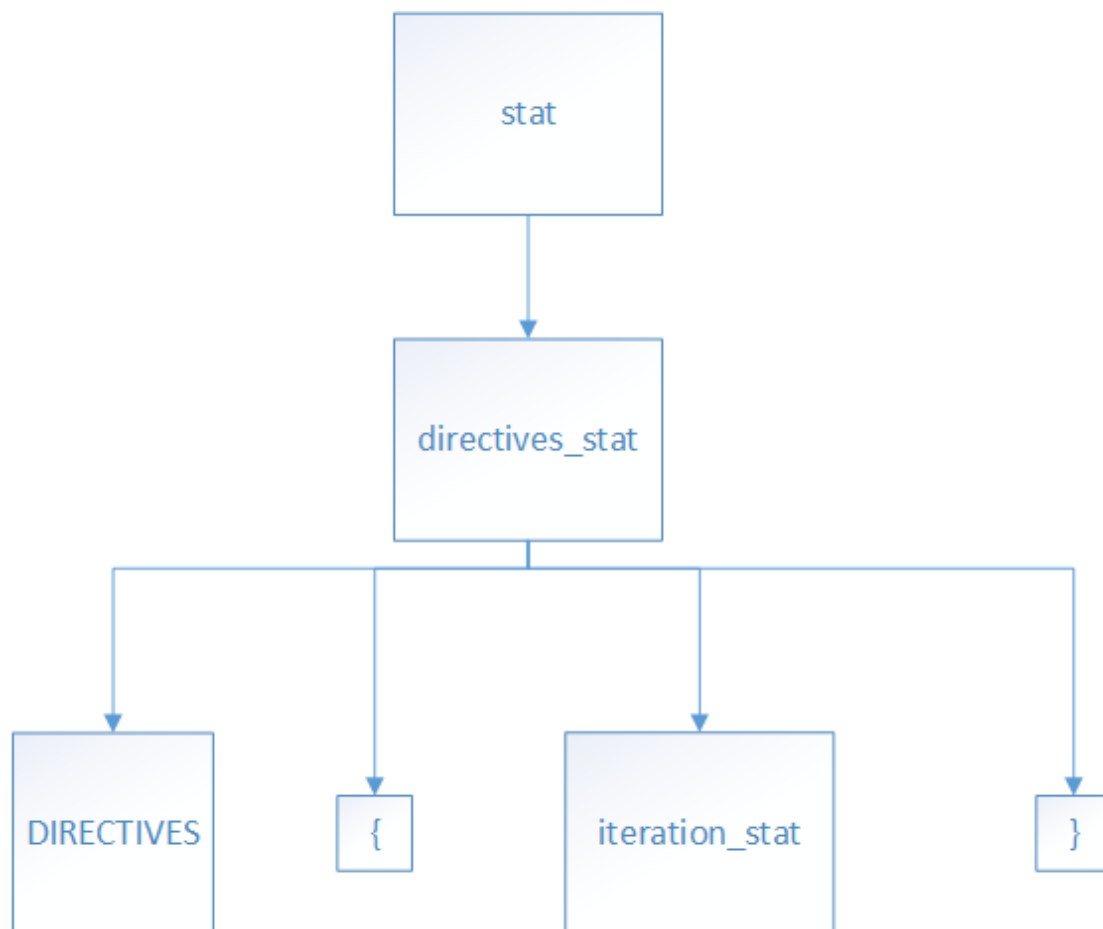 stat
directives_stat
DIRECTIVES
{
iteration_stat
}